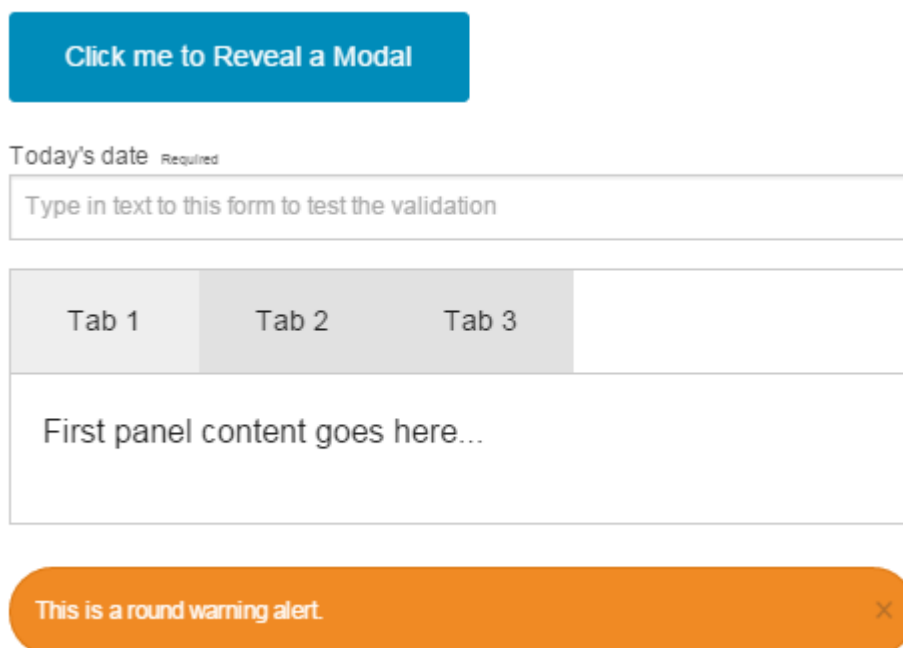 Click me to Reveal a Modal
Today's date Required
Type in text to this form to test the validation
Tab 1 Tab 2 Tab 3
First panel content goes here...
This is a round warning alert. ×